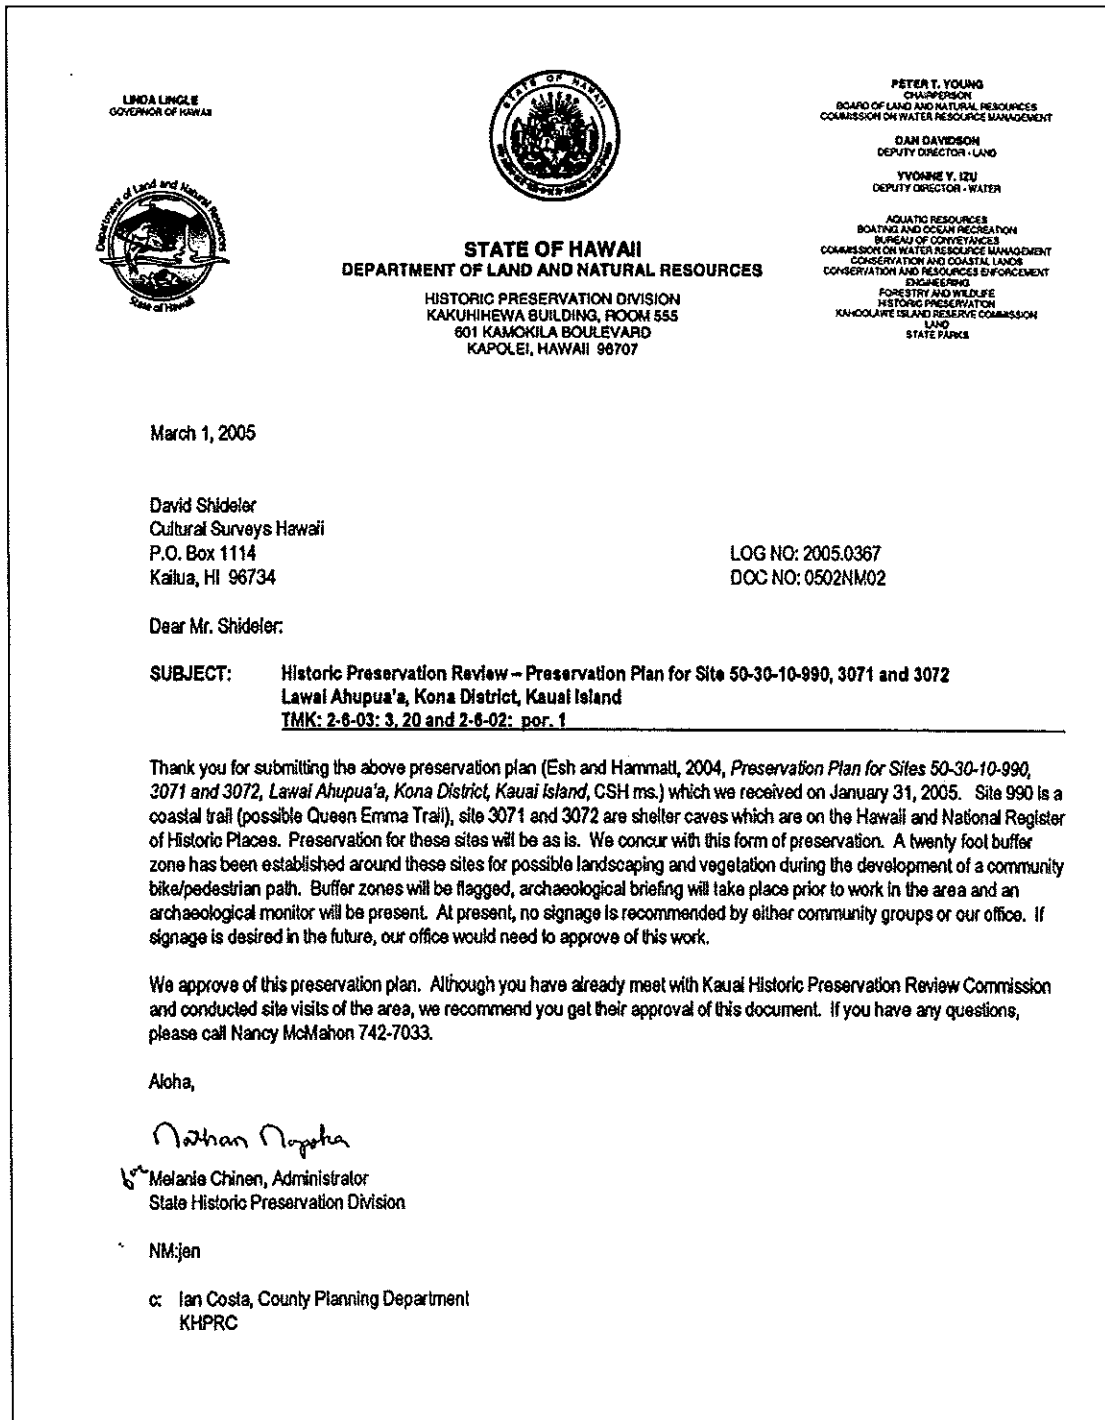 LINDA LINGLE
GOVERNOR OF HAWAII
STATE OF HAWAII
Department of Land and Natural Resources
State of Hawaii
PETER T. YOUNG
CHAIRPERSON
BOARD OF LAND AND NATURAL RESOURCES
COMMISSION ON WATER RESOURCE MANAGEMENT
DAN DAVIDSON
DEPUTY DIRECTOR - LAND
YVONNE Y. IZU
DEPUTY DIRECTOR - WATER
AQUATIC RESOURCES
BOATING AND OCEAN RECREATION
BUREAU OF CONVEYANCES
COMMISSION ON WATER RESOURCE MANAGEMENT
CONSERVATION AND COASTAL LANDS
CONSERVATION AND RESOURCES ENFORCEMENT
ENGINEERING
FORESTRY AND WILDLIFE
HISTORIC PRESERVATION
KAHOOLAWE ISLAND RESERVE COMMISSION
LAND
STATE PARKS
STATE OF HAWAII
DEPARTMENT OF LAND AND NATURAL RESOURCES
HISTORIC PRESERVATION DIVISION
KAKUHIHEWA BUILDING, ROOM 555
601 KAMOKILA BOULEVARD
KAPOLEI, HAWAII 96707
March 1, 2005
David Shideler
Cultural Surveys Hawaii
P.O. Box 1114
Kailua, HI 96734
LOG NO: 2005.0367
DOC NO: 0502NM02
Dear Mr. Shideler:
SUBJECT: Historic Preservation Review – Preservation Plan for Site 50-30-10-990, 3071 and 3072
Lawai Ahupua'a, Kona District, Kauai Island
TMK: 2-6-03: 3, 20 and 2-6-02: por. 1
Thank you for submitting the above preservation plan (Esh and Hammatt, 2004, Preservation Plan for Sites 50-30-10-990,
3071 and 3072, Lawai Ahupua'a, Kona District, Kauai Island, CSH ms.) which we received on January 31, 2005. Site 990 is a
coastal trail (possible Queen Emma Trail), site 3071 and 3072 are shelter caves which are on the Hawaii and National Register
of Historic Places. Preservation for these sites will be as is. We concur with this form of preservation. A twenty foot buffer
zone has been established around these sites for possible landscaping and vegetation during the development of a community
bike/pedestrian path. Buffer zones will be flagged, archaeological briefing will take place prior to work in the area and an
archaeological monitor will be present. At present, no signage is recommended by either community groups or our office. If
signage is desired in the future, our office would need to approve of this work.
We approve of this preservation plan. Although you have already meet with Kauai Historic Preservation Review Commission
and conducted site visits of the area, we recommend you get their approval of this document. If you have any questions,
please call Nancy McMahon 742-7033.
Aloha,
Nathan Napoka
for Melanie Chinen, Administrator
State Historic Preservation Division
NM:jen
c: Ian Costa, County Planning Department
KHPRC